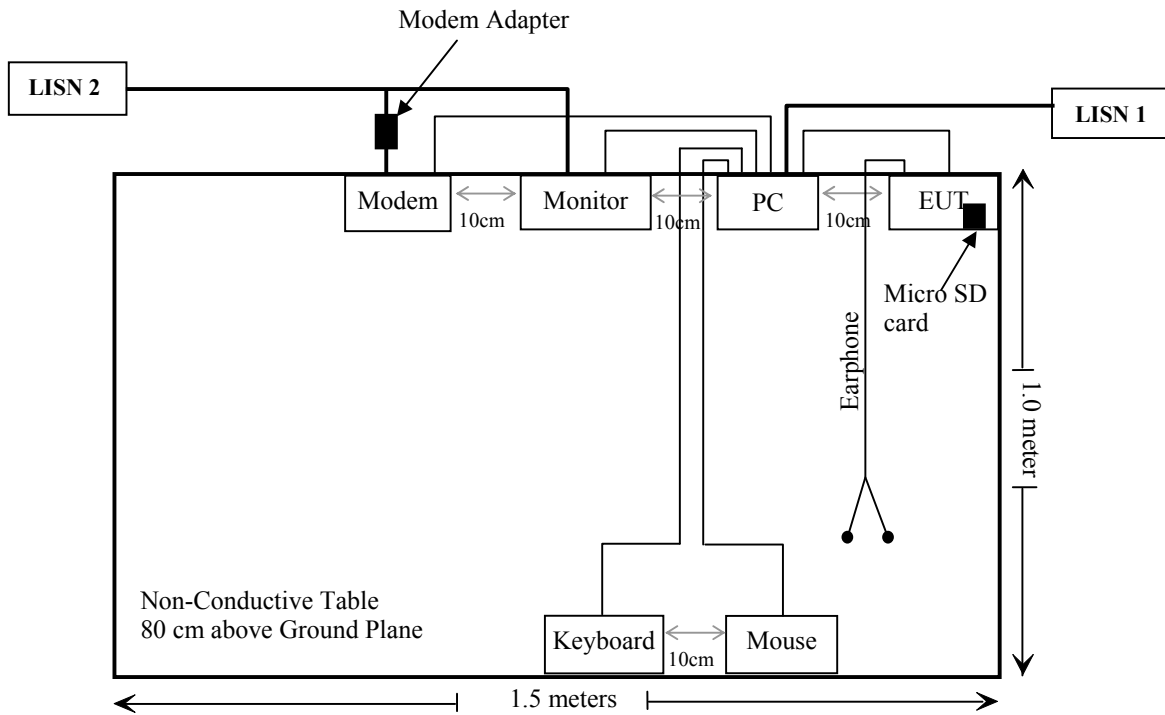 Modem Adapter
LISN 2
LISN 1
Modem
Monitor
PC
EUT
10cm
10cm
10cm
Micro SD
card
Earphone
1.0 meter
Non-Conductive Table
80 cm above Ground Plane
Keyboard
Mouse
10cm
1.5 meters